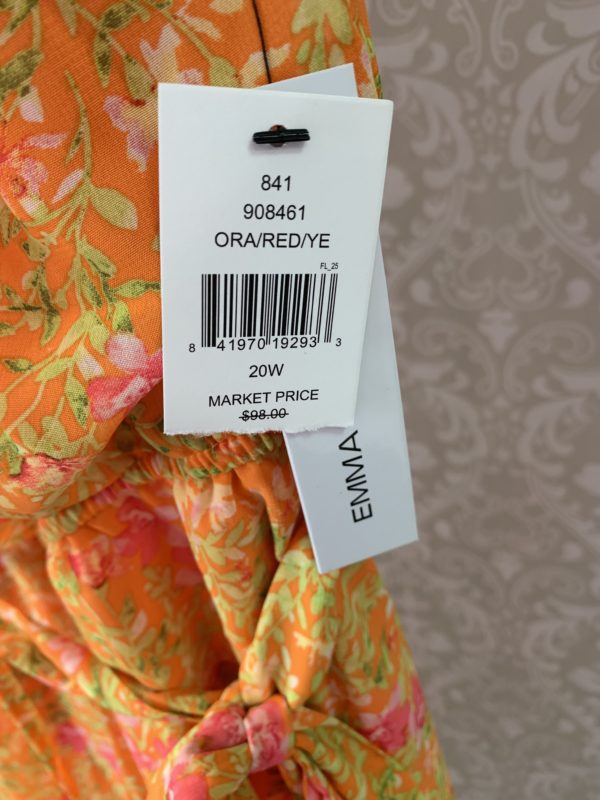 841
908461
ORA/RED/YE
FL_25
8 41970 19293 3
20W
MARKET PRICE
$98.00
EMMA